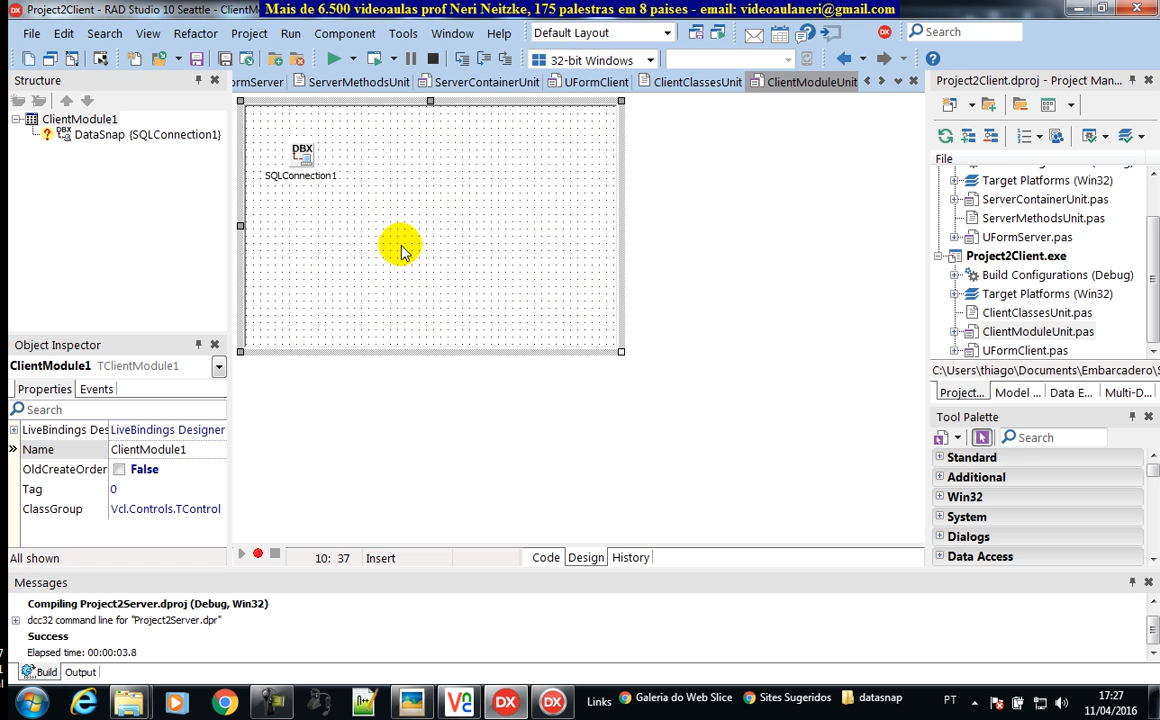 Project2Client - RAD Studio 10 Seattle - ClientM
Mais de 6.500 videoaulas prof Neri Neitzke, 175 palestras em 8 paises - email: videoaulaneri@gmail.com
File Edit Search View Refactor Project Run Component Tools Window Help
Default Layout
Search
32-bit Windows
Structure
ormServer ServerMethodsUnit ServerContainerUnit UFormClient ClientClassesUnit ClientModuleUnit
Project2Client.dproj - Project Man...
ClientModule1
DataSnap {SQLConnection1}
DBX
SQLConnection1
File
Target Platforms (Win32)
ServerContainerUnit.pas
ServerMethodsUnit.pas
UFormServer.pas
Project2Client.exe
Build Configurations (Debug)
Target Platforms (Win32)
ClientClassesUnit.pas
ClientModuleUnit.pas
UFormClient.pas
C:\Users\thiago\Documents\Embarcadero\S
Project... Model ... Data E... Multi-D...
Object Inspector
ClientModule1 TClientModule1
Properties Events
Search
LiveBindings Des LiveBindings Designer
Name ClientModule1
OldCreateOrder False
Tag 0
ClassGroup Vcl.Controls.TControl
All shown
Tool Palette
Search
Standard
Additional
Win32
System
Dialogs
Data Access
10: 37 Insert
Code Design History
Messages
Compiling Project2Server.dproj (Debug, Win32)
dcc32 command line for "Project2Server.dpr"
Success
Elapsed time: 00:00:03.8
Build Output
Links Galeria do Web Slice Sites Sugeridos datasnap
PT
17:27
11/04/2016